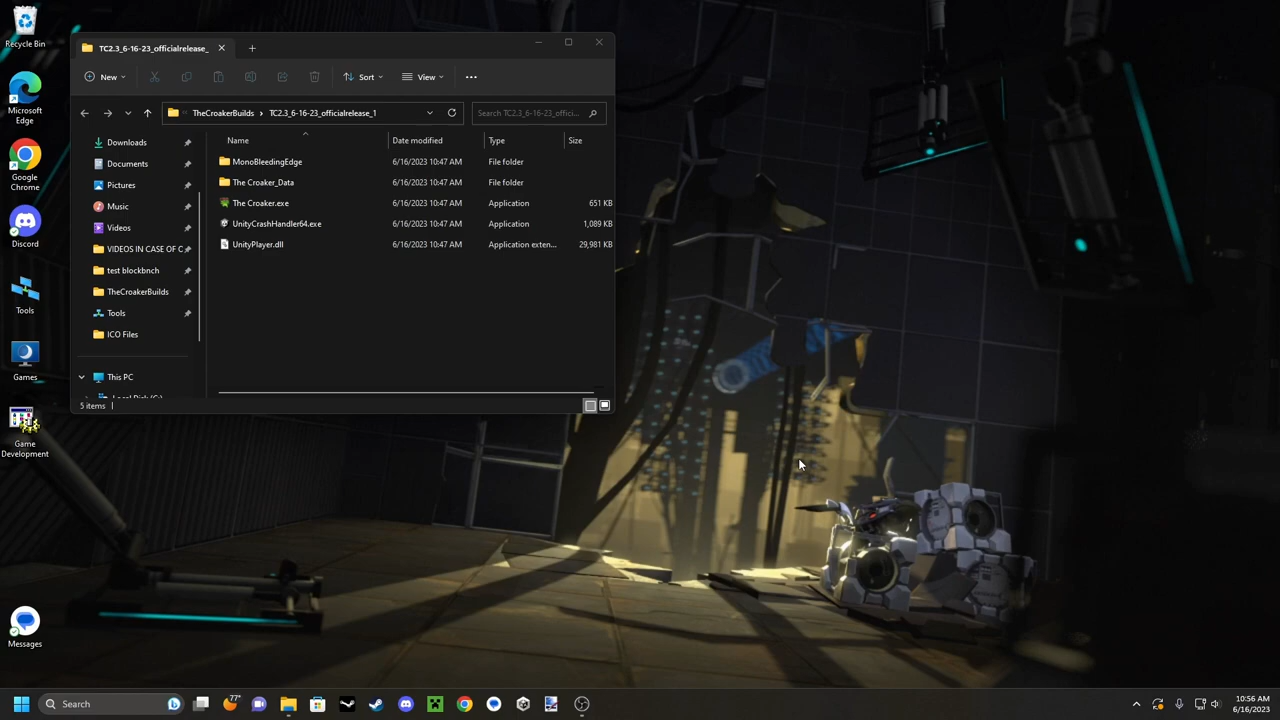 Recycle Bin
Microsoft
Edge
Google
Chrome
Discord
Tools
Games
Game
Development
Messages
TC2.3_6-16-23_officialrelease_
New
Sort
View
TheCroakerBuilds > TC2.3_6-16-23_officialrelease_1
Search TC2.3_6-16-23_offici...
Name Date modified Type Size
Downloads
Documents
Pictures
Music
Videos
VIDEOS IN CASE OF C
test blockbnch
TheCroakerBuilds
Tools
ICO Files
This PC
MonoBleedingEdge 6/16/2023 10:47 AM File folder
The Croaker_Data 6/16/2023 10:47 AM File folder
The Croaker.exe 6/16/2023 10:47 AM Application 651 KB
UnityCrashHandler64.exe 6/16/2023 10:47 AM Application 1,089 KB
UnityPlayer.dll 6/16/2023 10:47 AM Application exten... 29,981 KB
5 items
Search
77°
10:56 AM
6/16/2023